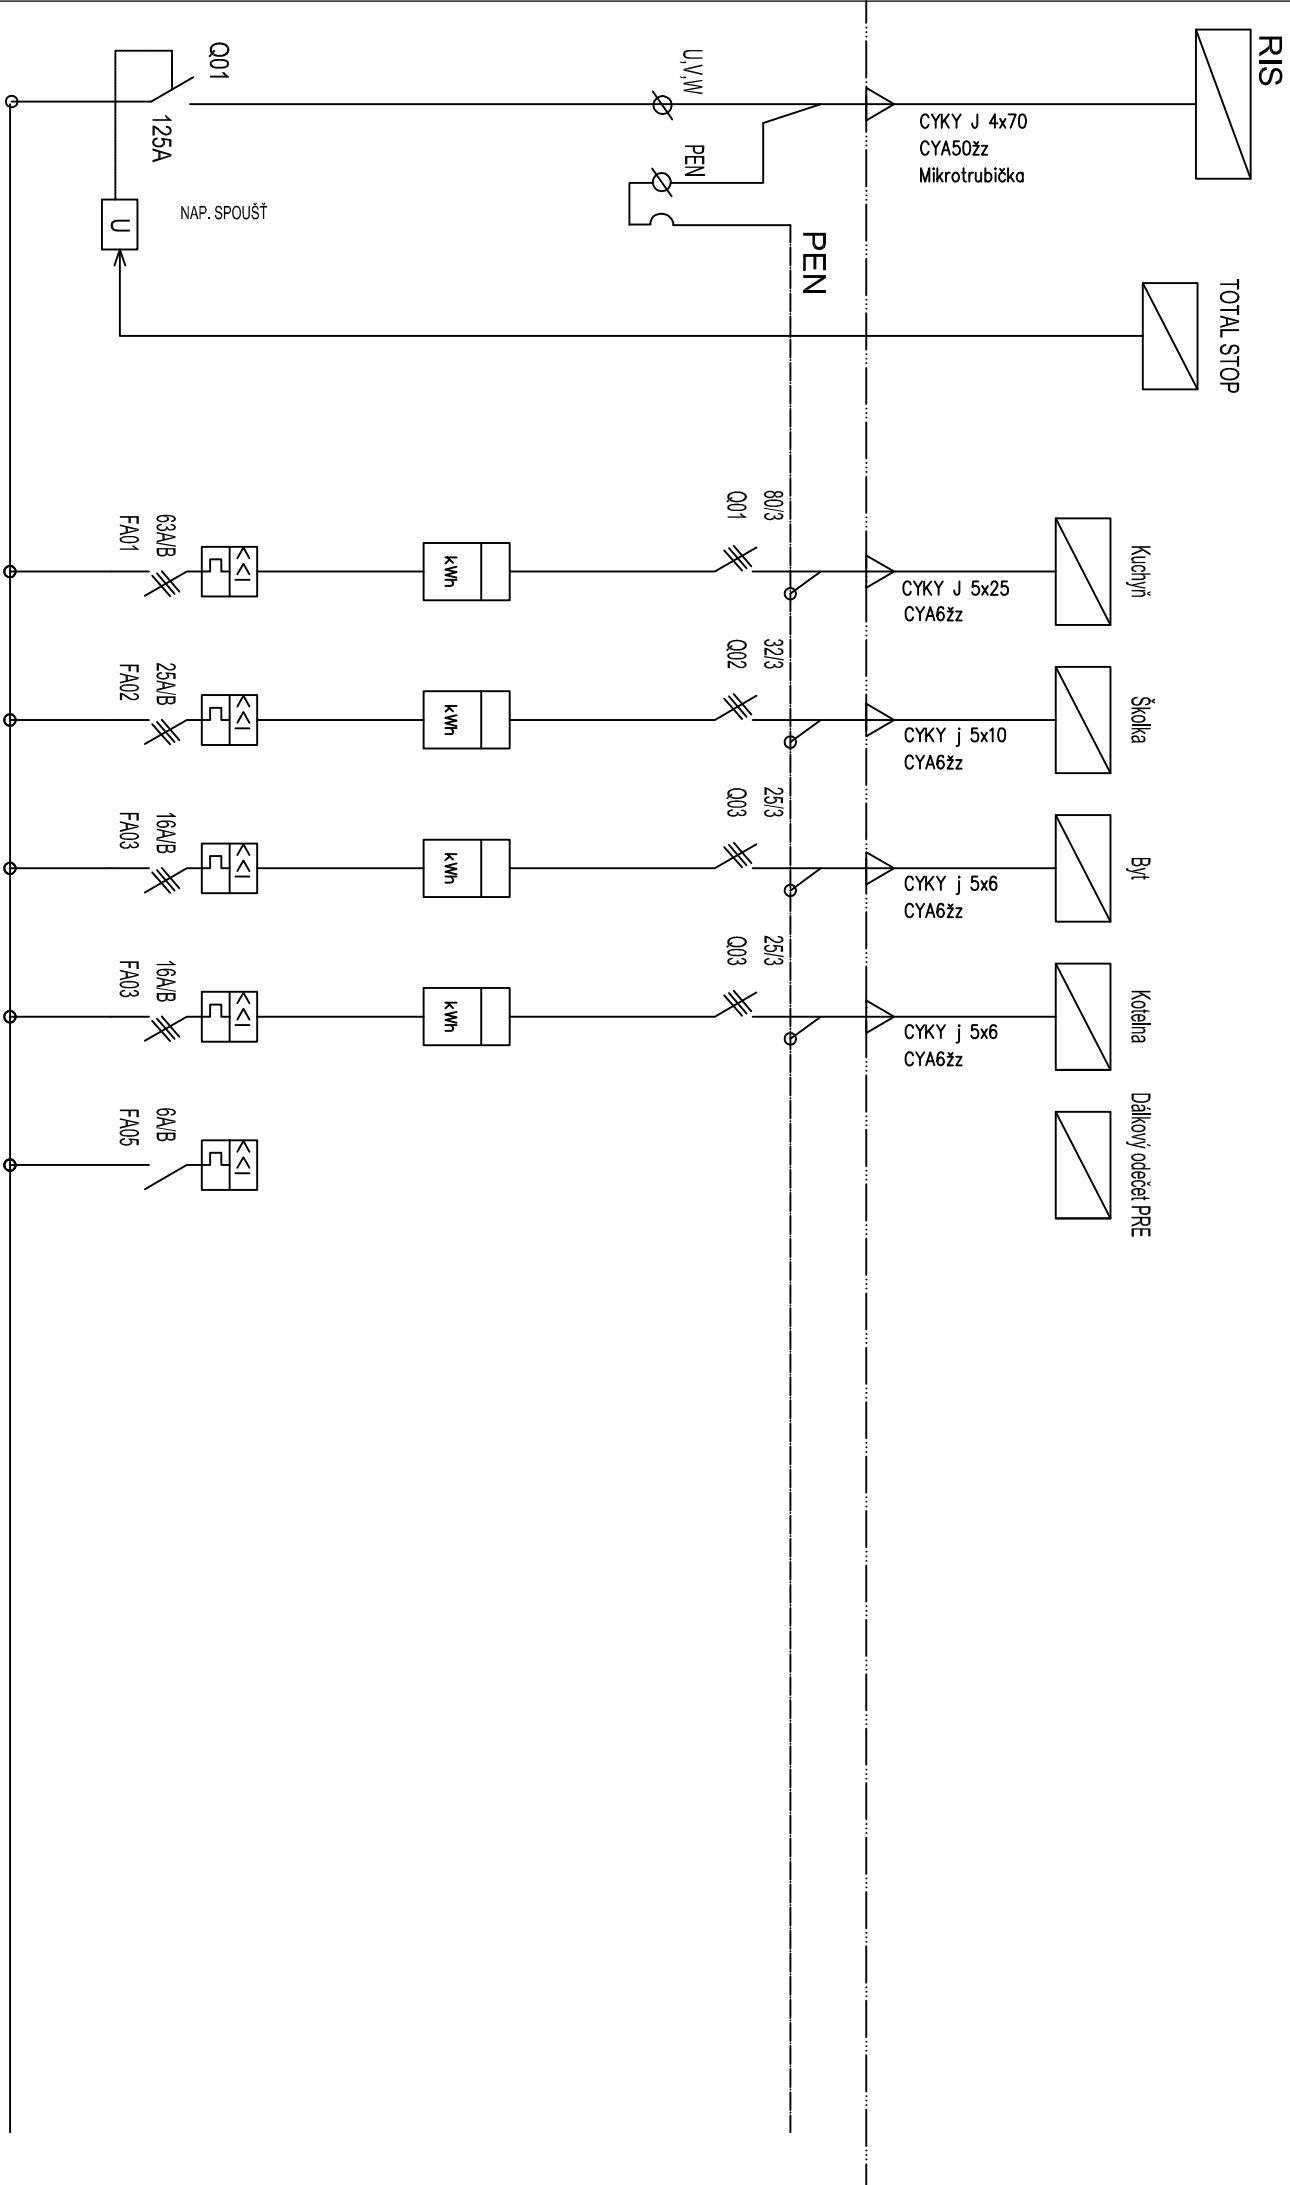 RIS
CYKY J 4x70
CYA50žz
Mikrotrubička
U,V,W
PEN
PEN
Q01
125A
NAP. SPOUŠŤ
U
TOTAL STOP
Kuchyň
CYKY J 5x25
CYA6žz
80/3
Q01
kWh
I>>
63A/B
FA01
Školka
CYKY j 5x10
CYA6žz
32/3
Q02
kWh
I>>
25A/B
FA02
Byt
CYKY j 5x6
CYA6žz
25/3
Q03
kWh
I>>
16A/B
FA03
Kotelna
CYKY j 5x6
CYA6žz
25/3
Q03
kWh
I>>
16A/B
FA03
Dálkový odečet PRE
I>>
6A/B
FA05